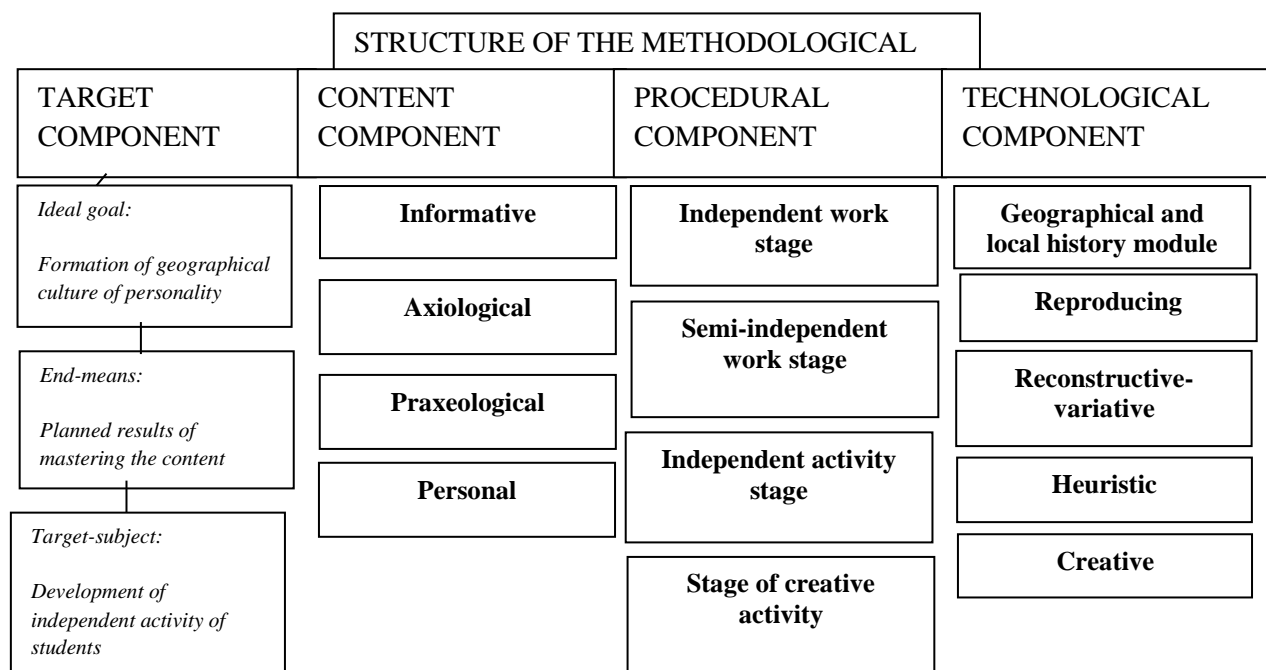 STRUCTURE OF THE METHODOLOGICAL
TARGET
COMPONENT
CONTENT
COMPONENT
PROCEDURAL
COMPONENT
TECHNOLOGICAL
COMPONENT
Ideal goal:
Formation of geographical
culture of personality
End-means:
Planned results of
mastering the content
Target-subject:
Development of
independent activity of
students
Informative
Axiological
Praxeological
Personal
Independent work
stage
Semi-independent
work stage
Independent activity
stage
Stage of creative
activity
Geographical and
local history module
Reproducing
Reconstructive-
variative
Heuristic
Creative